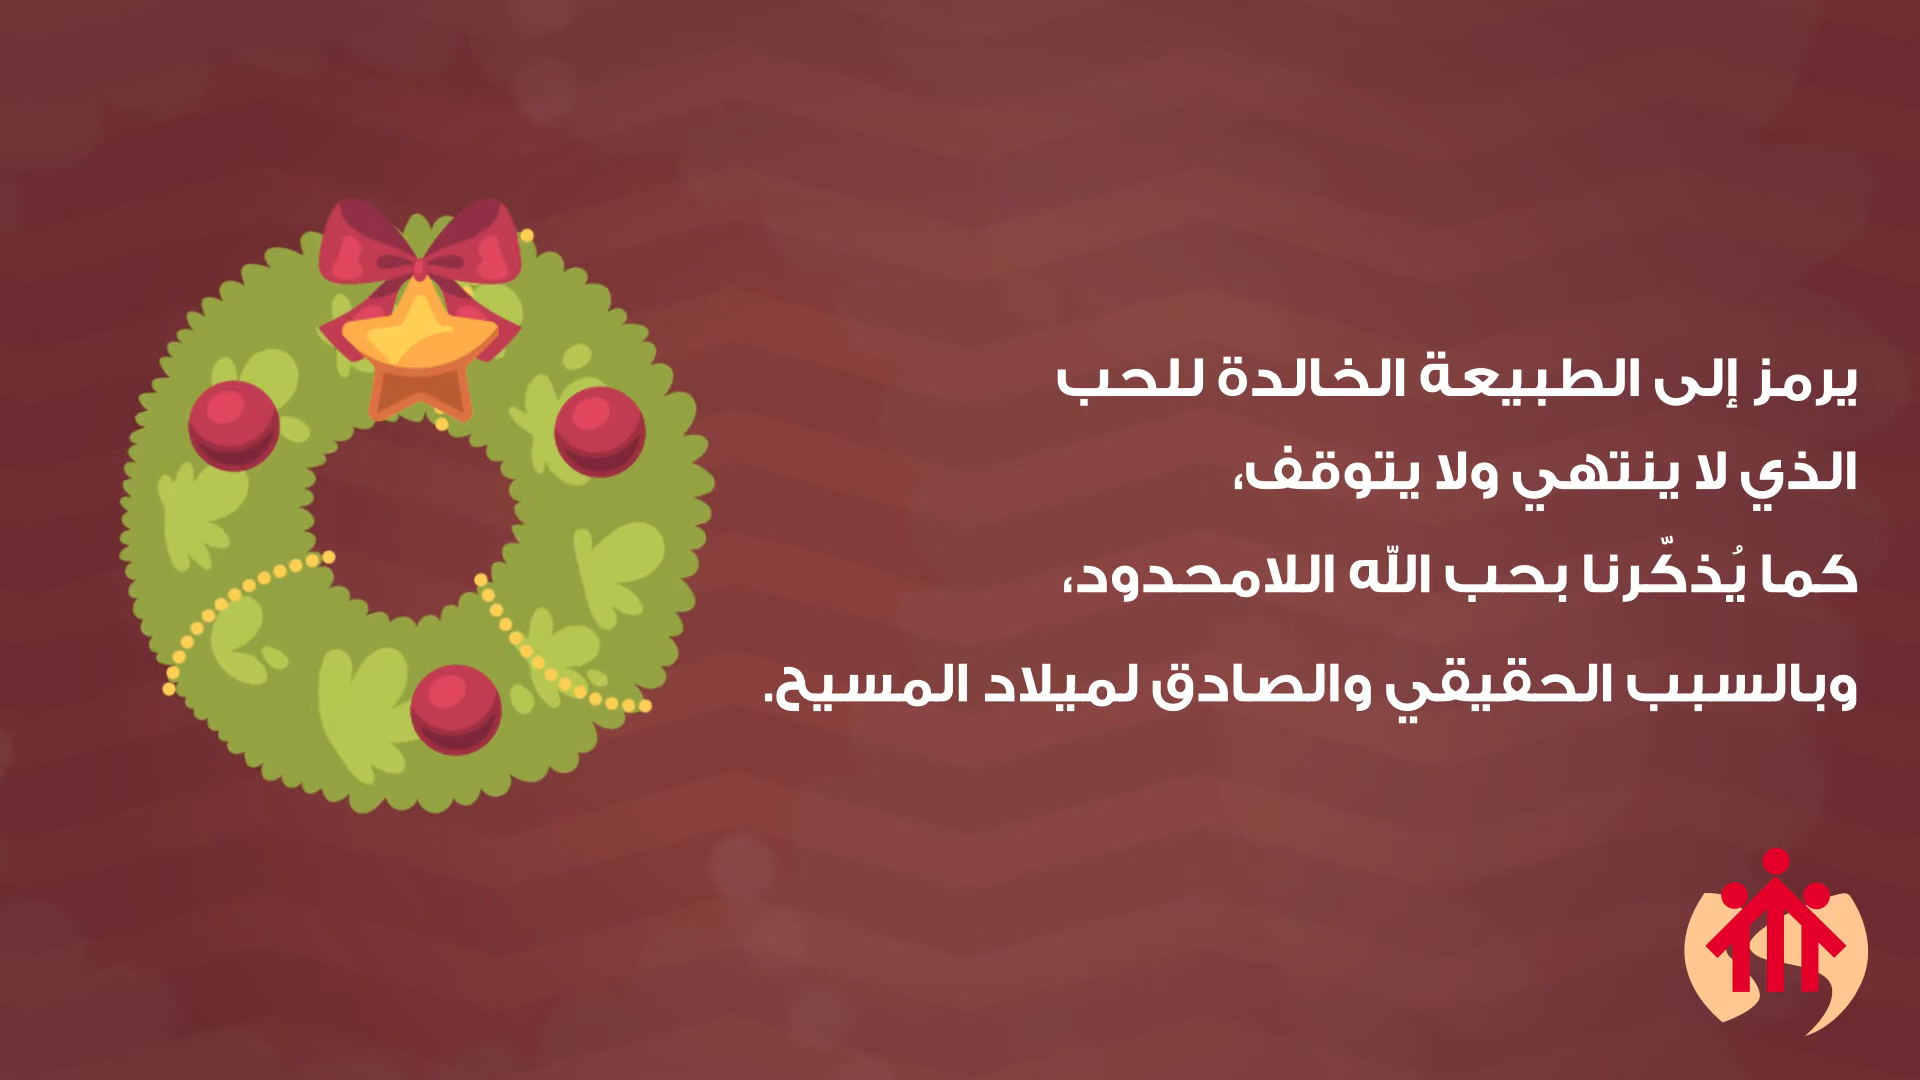 يرمز إلى الطبيعة الخالدة للحب
الذي لا ينتهي ولا يتوقف،
كما يُذكّرنا بحب الله اللامحدود،
وبالسبب الحقيقي والصادق لميلاد المسيح.